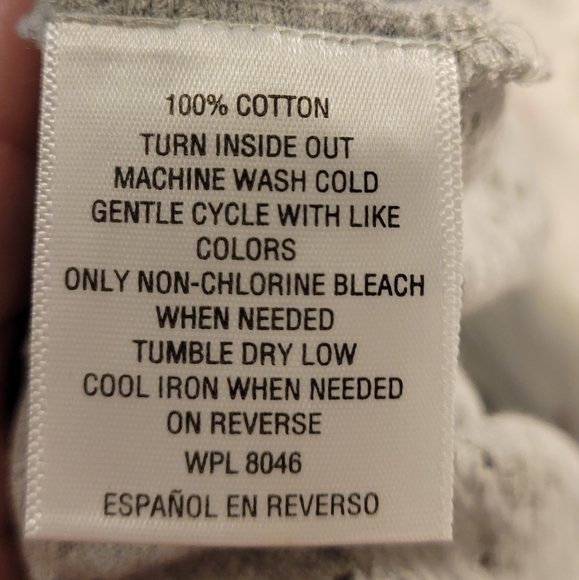 100% COTTON
TURN INSIDE OUT
MACHINE WASH COLD
GENTLE CYCLE WITH LIKE
COLORS
ONLY NON-CHLORINE BLEACH
WHEN NEEDED
TUMBLE DRY LOW
COOL IRON WHEN NEEDED
ON REVERSE
WPL 8046
ESPAÑOL EN REVERSO